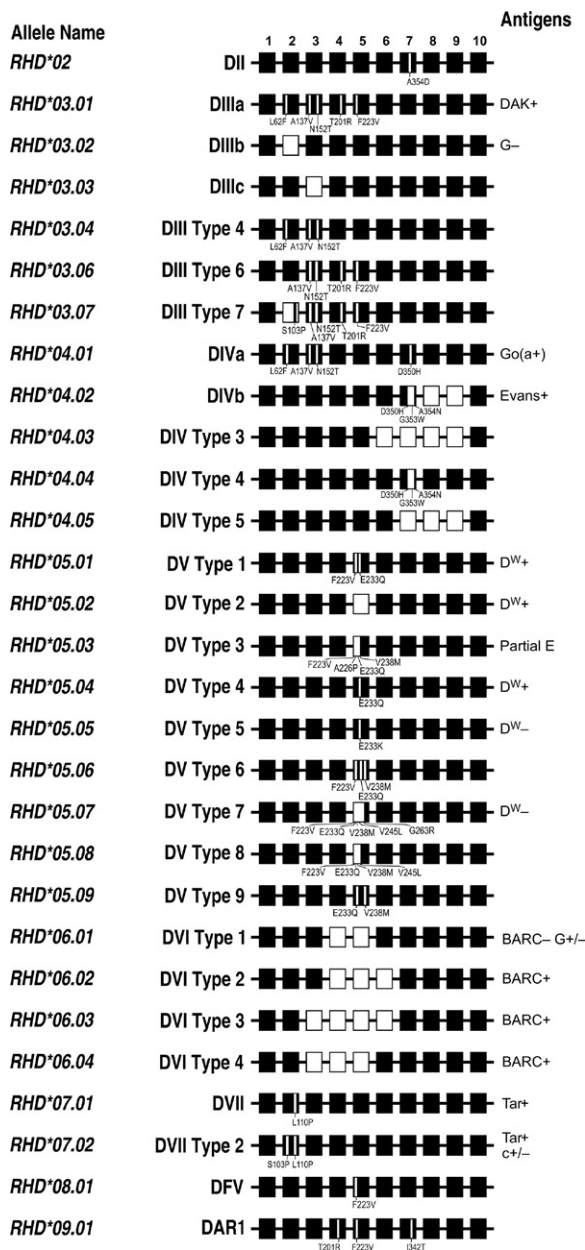 Allele Name 1 2 3 4 5 6 7 8 9 10 Antigens
RHD*02 DII
A354D
RHD*03.01 DIIIa DAK+
L62F A137V T201R F223V
N152T
RHD*03.02 DIIIb G–
RHD*03.03 DIIIc
RHD*03.04 DIII Type 4
L62F A137V N152T
RHD*03.06 DIII Type 6
A137V T201R F223V
N152T
RHD*03.07 DIII Type 7
S103P N152T F223V
A137V T201R
RHD*04.01 DIVa Go(a+)
L62F A137V N152T D350H
RHD*04.02 DIVb Evans+
D350H A354N
G353W
RHD*04.03 DIV Type 3
RHD*04.04 DIV Type 4
D350H A354N
G353W
RHD*04.05 DIV Type 5
RHD*05.01 DV Type 1 Dᵂ+
F223V E233Q
RHD*05.02 DV Type 2 Dᵂ+
RHD*05.03 DV Type 3 Partial E
F223V V238M
A226P E233Q
RHD*05.04 DV Type 4 Dᵂ+
E233Q
RHD*05.05 DV Type 5 Dᵂ–
E233K
RHD*05.06 DV Type 6
F223V V238M
E233Q
RHD*05.07 DV Type 7 Dᵂ–
F223V E233Q V238M V245L G263R
RHD*05.08 DV Type 8
F223V E233Q V238M V245L
RHD*05.09 DV Type 9
E233Q V238M
RHD*06.01 DVI Type 1 BARC– G+/–
RHD*06.02 DVI Type 2 BARC+
RHD*06.03 DVI Type 3 BARC+
RHD*06.04 DVI Type 4 BARC+
RHD*07.01 DVII Tar+
L110P
RHD*07.02 DVII Type 2 Tar+
c+/–
S103P L110P
RHD*08.01 DFV
F223V
RHD*09.01 DAR1
T201R F223V I342T